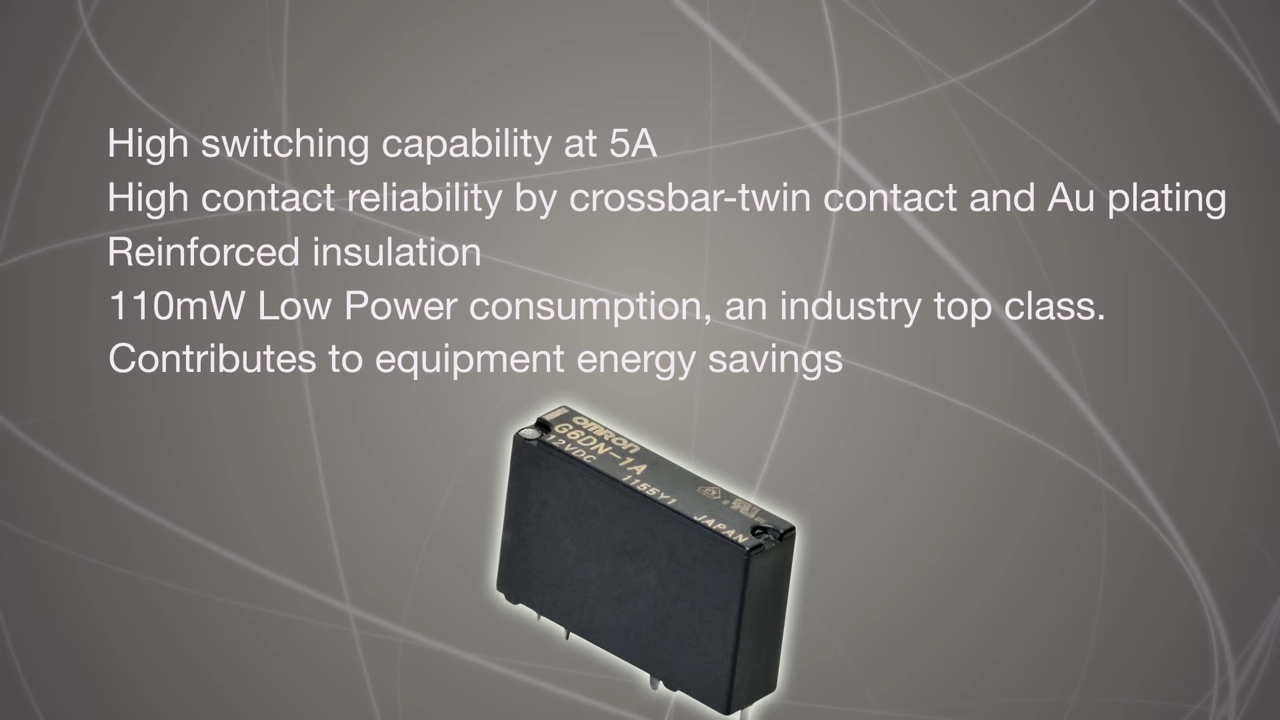 High switching capability at 5A
High contact reliability by crossbar-twin contact and Au plating
Reinforced insulation
110mW Low Power consumption, an industry top class.
Contributes to equipment energy savings
OMRON
G6DN-1A
12VDC
1155Y1
JAPAN